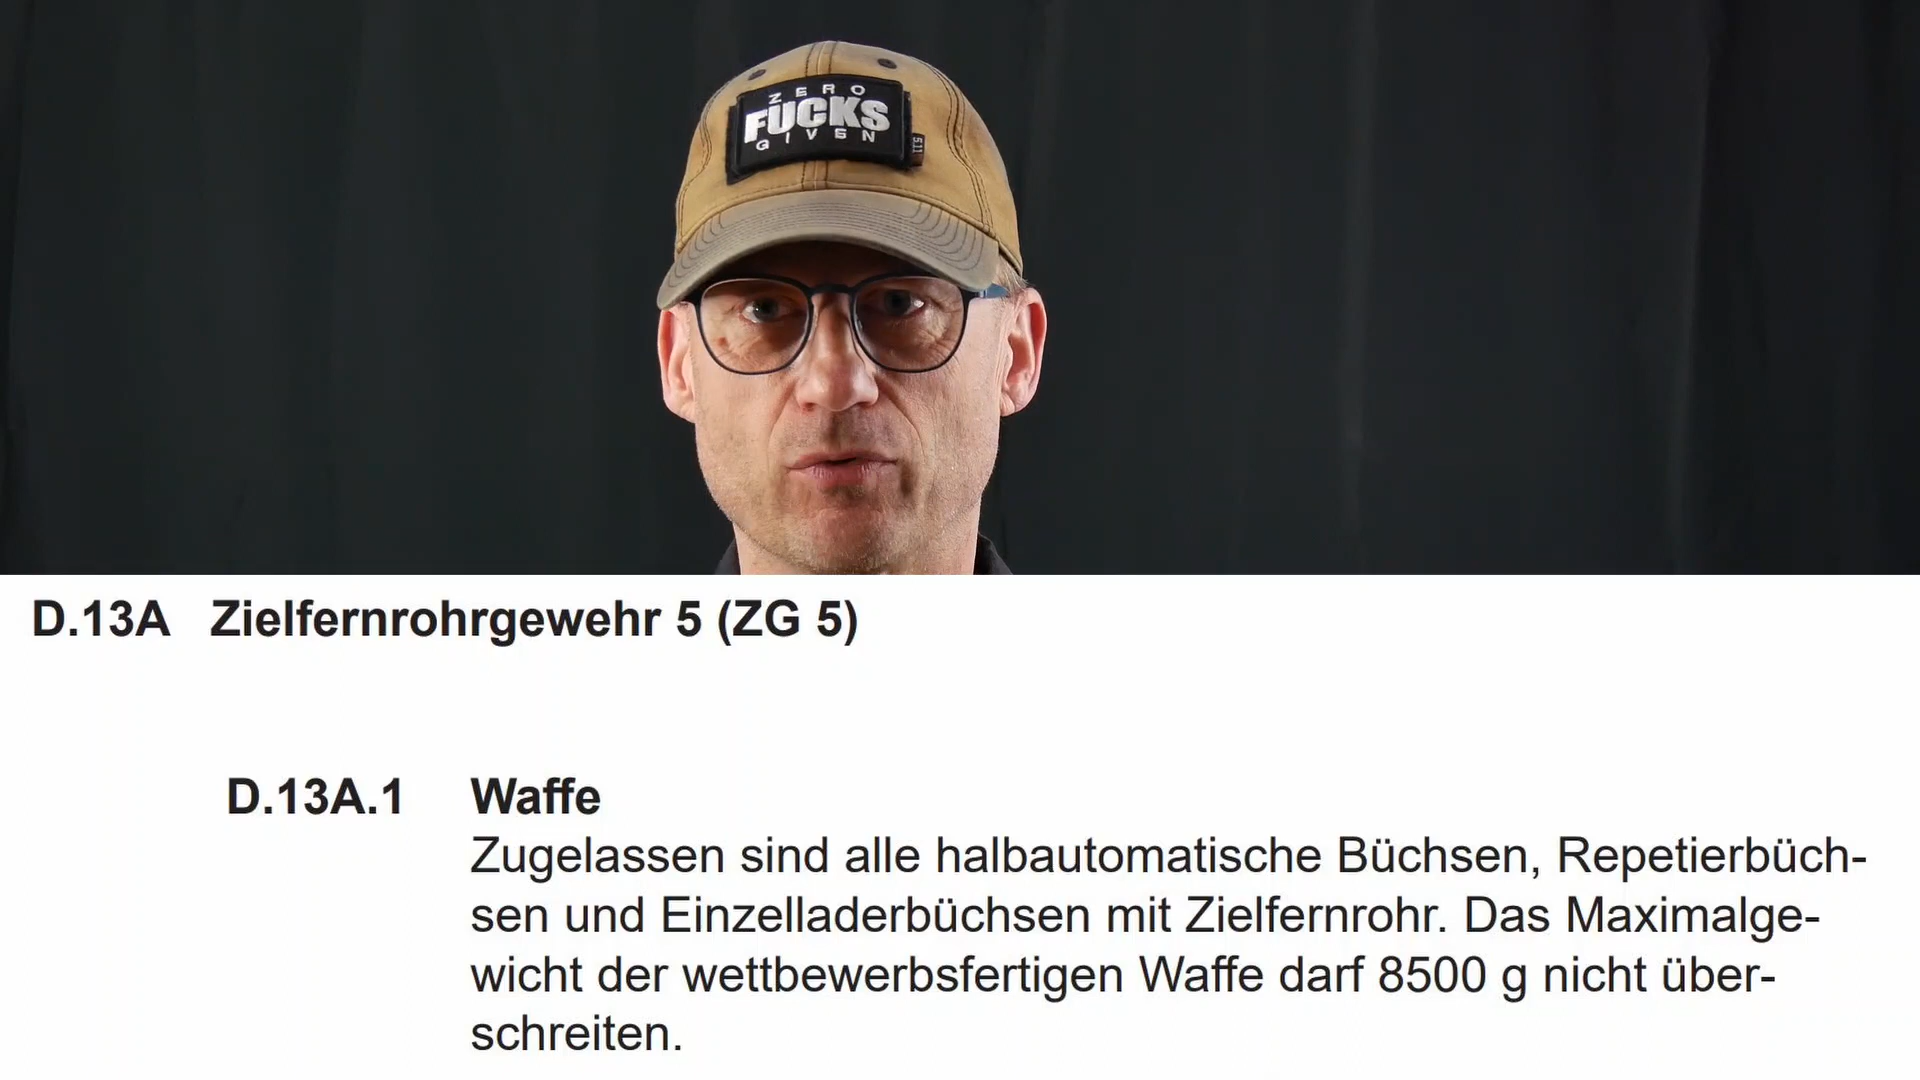 ZERO
FUCKS
GIVEN
5.11
D.13A Zielfernrohrgewehr 5 (ZG 5)
D.13A.1 Waffe
Zugelassen sind alle halbautomatische Büchsen, Repetierbüch-
sen und Einzelladerbüchsen mit Zielfernrohr. Das Maximalge-
wicht der wettbewerbsfertigen Waffe darf 8500 g nicht über-
schreiten.